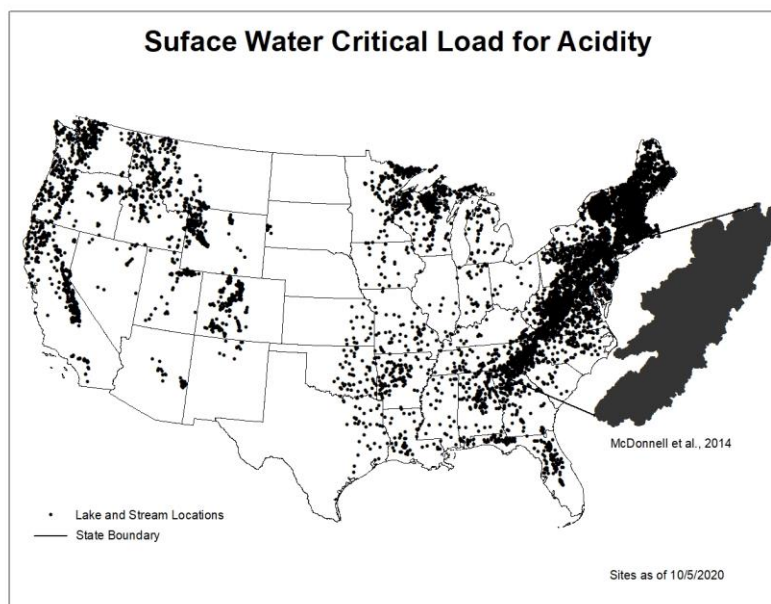 Suface Water Critical Load for Acidity
McDonnell et al., 2014
Lake and Stream Locations
State Boundary
Sites as of 10/5/2020